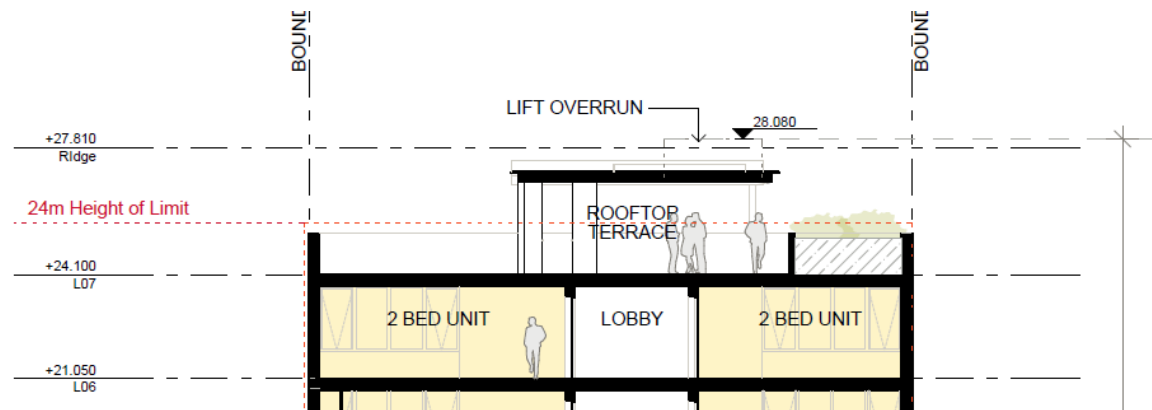 BOUND
BOUND
LIFT OVERRUN
28.080
+27.810
RIdge
24m Height of Limit
ROOFTOP
TERRACE
+24.100
L07
2 BED UNIT
LOBBY
2 BED UNIT
+21.050
L06